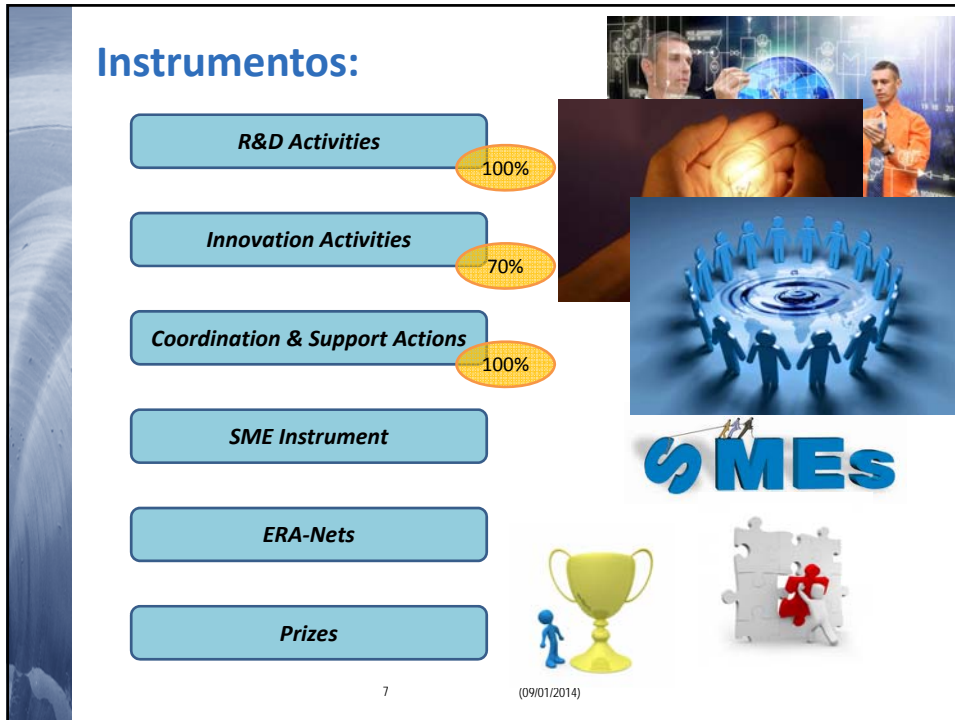 Instrumentos:
R&D Activities
100%
Innovation Activities
70%
Coordination & Support Actions
100%
SME Instrument
SMEs
ERA-Nets
Prizes
7
(09/01/2014)